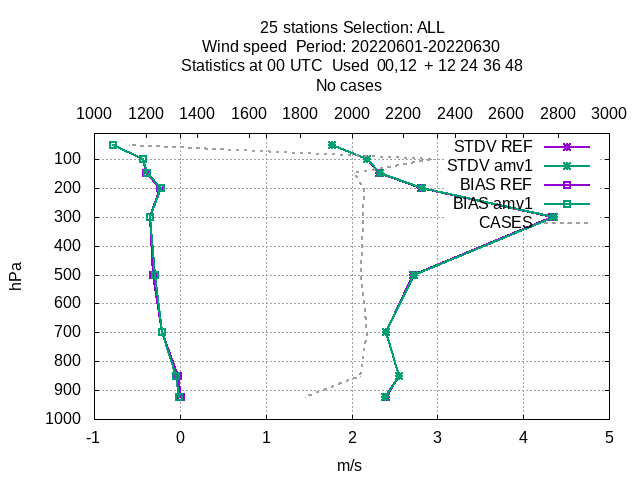 25 stations Selection: ALL
Wind speed  Period: 20220601-20220630
Statistics at 00 UTC  Used  00,12  + 12 24 36 48
No cases
1000 1200 1400 1600 1800 2000 2200 2400 2600 2800 3000
STDV REF
STDV amv1
BIAS REF
BIAS amv1
CASES
hPa
100
200
300
400
500
600
700
800
900
1000
-1 0 1 2 3 4 5
m/s